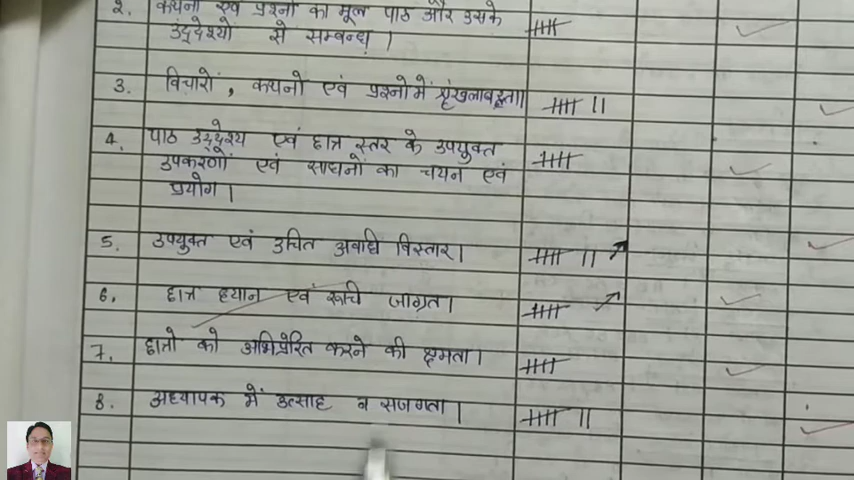 2. कथनो एवं प्रश्नो का मूल पाठ और उसके
उद्देश्यो से सम्बन्ध।
3. विचारों, कथनो एवं प्रश्नो में श्रृंखलाबद्धता।
4. पाठ उद्देश्य एवं छात्र स्तर के उपयुक्त
उपकरणों एवं साधनों का चयन एवं
प्रयोग।
5. उपयुक्त एवं उचित अवधि विस्तार।
6. छात्र ध्यान एवं रूचि जाग्रत।
7. छात्रो को अभिप्रेरित करने की क्षमता।
8. अध्यापक में उत्साह व सजगता।